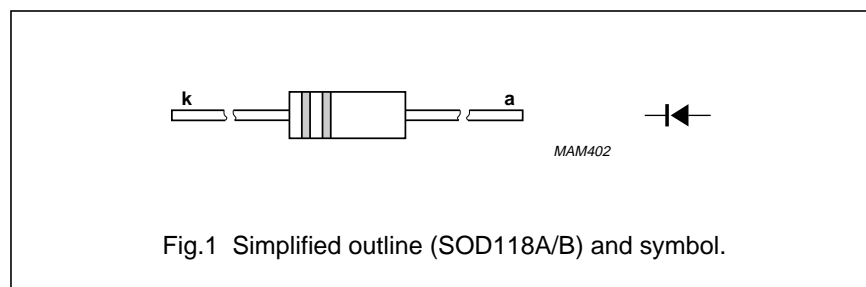 k a
MAM402
Fig.1 Simplified outline (SOD118A/B) and symbol.